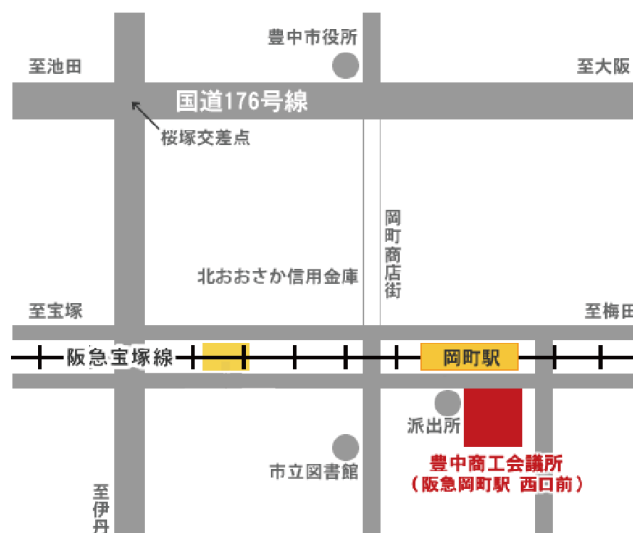 豊中市役所
至池田
至大阪
国道176号線
桜塚交差点
岡町商店街
北おおさか信用金庫
至宝塚
至梅田
阪急宝塚線
岡町駅
派出所
豊中商工会議所
(阪急岡町駅 西口前)
市立図書館
至伊丹